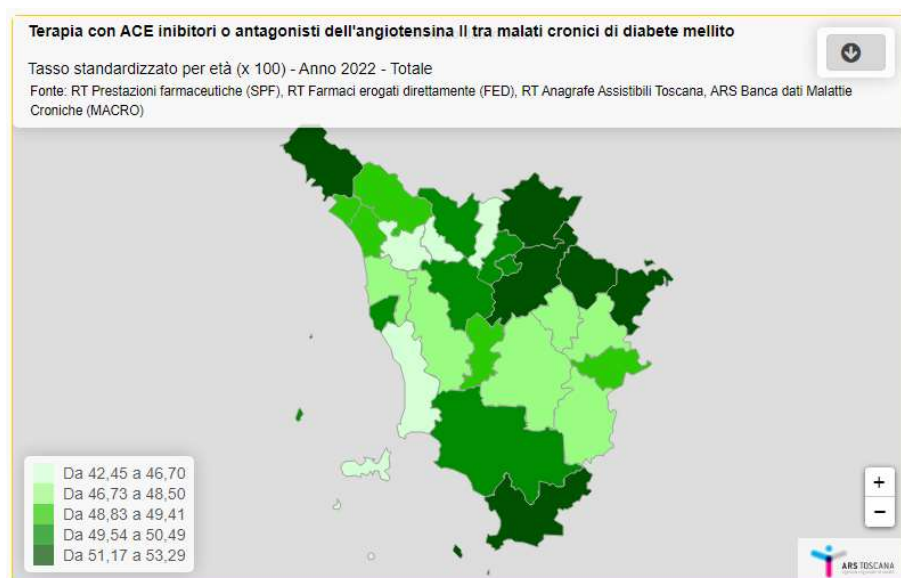 Terapia con ACE inibitori o antagonisti dell'angiotensina II tra malati cronici di diabete mellito
Tasso standardizzato per età (x 100) - Anno 2022 - Totale
Fonte: RT Prestazioni farmaceutiche (SPF), RT Farmaci erogati direttamente (FED), RT Anagrafe Assistibili Toscana, ARS Banca dati Malattie
Croniche (MACRO)
Da 42,45 a 46,70
Da 46,73 a 48,50
Da 48,83 a 49,41
Da 49,54 a 50,49
Da 51,17 a 53,29
+
−
ARS TOSCANA